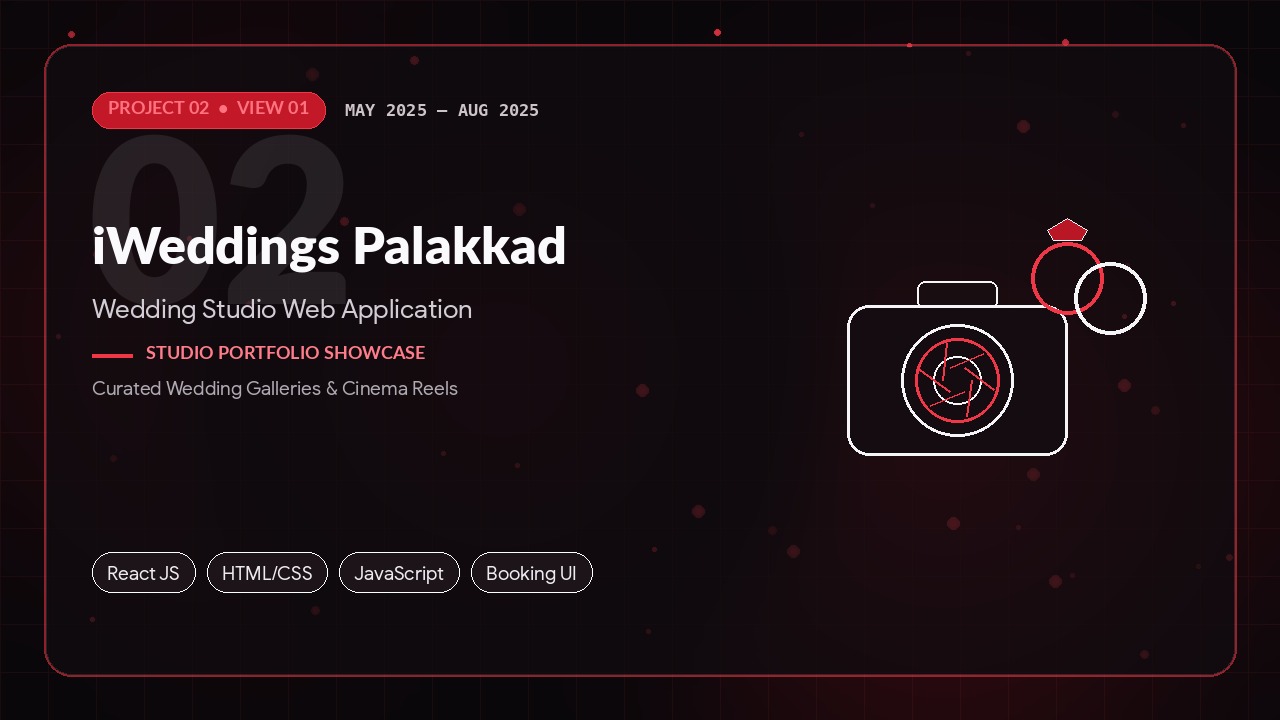 PROJECT 02 ● VIEW 01
MAY 2025 — AUG 2025
02
iWeddings Palakkad
Wedding Studio Web Application
STUDIO PORTFOLIO SHOWCASE
Curated Wedding Galleries & Cinema Reels
React JS
HTML/CSS
JavaScript
Booking UI